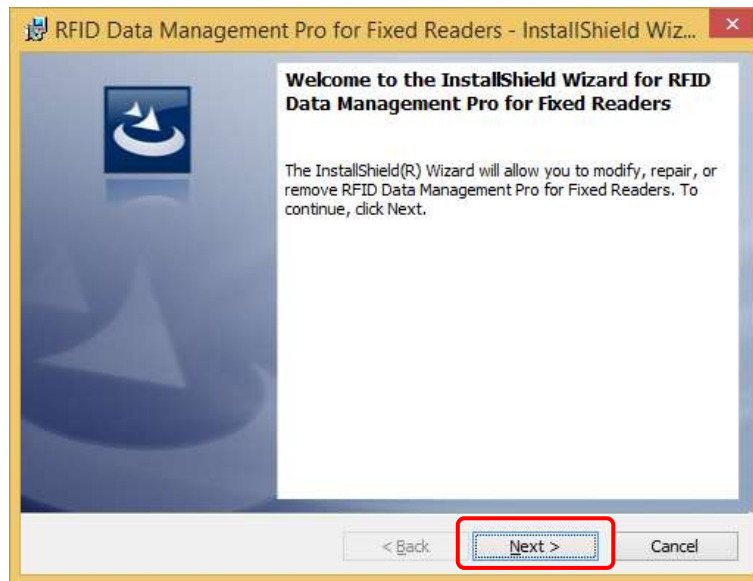 RFID Data Management Pro for Fixed Readers - InstallShield Wiz...
Welcome to the InstallShield Wizard for RFID
Data Management Pro for Fixed Readers
The InstallShield(R) Wizard will allow you to modify, repair, or
remove RFID Data Management Pro for Fixed Readers. To
continue, click Next.
< Back Next > Cancel